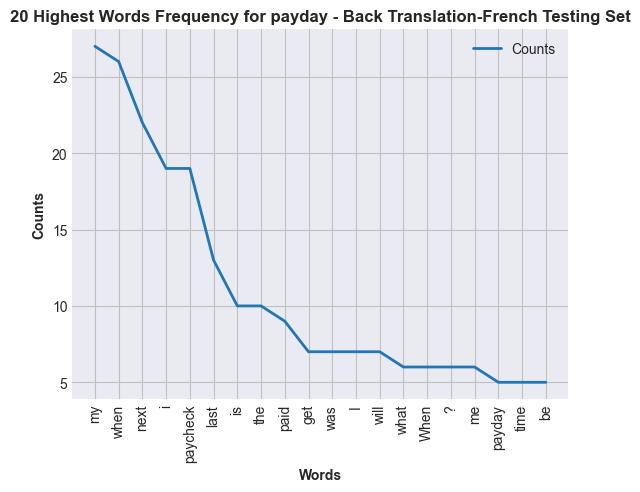 20 Highest Words Frequency for payday - Back Translation-French Testing Set
Counts
25
20
15
10
5
Counts
my
when
next
i
paycheck
last
is
the
paid
get
was
I
will
what
When
?
me
payday
time
be
Words